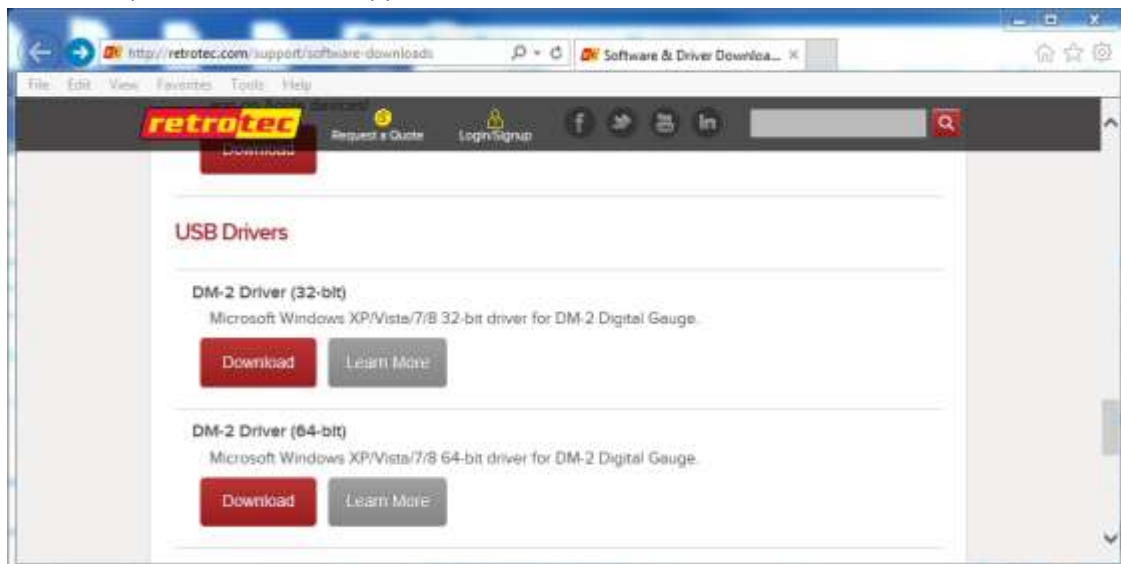 http://retrotec.com/support/software-downloads
Software & Driver Downloa...
File Edit View Favorites Tools Help
retrotec
Request a Quote
Login/Signup
Download
USB Drivers
DM-2 Driver (32-bit)
Microsoft Windows XP/Vista/7/8 32-bit driver for DM-2 Digital Gauge.
Download Learn More
DM-2 Driver (64-bit)
Microsoft Windows XP/Vista/7/8 64-bit driver for DM-2 Digital Gauge.
Download Learn More